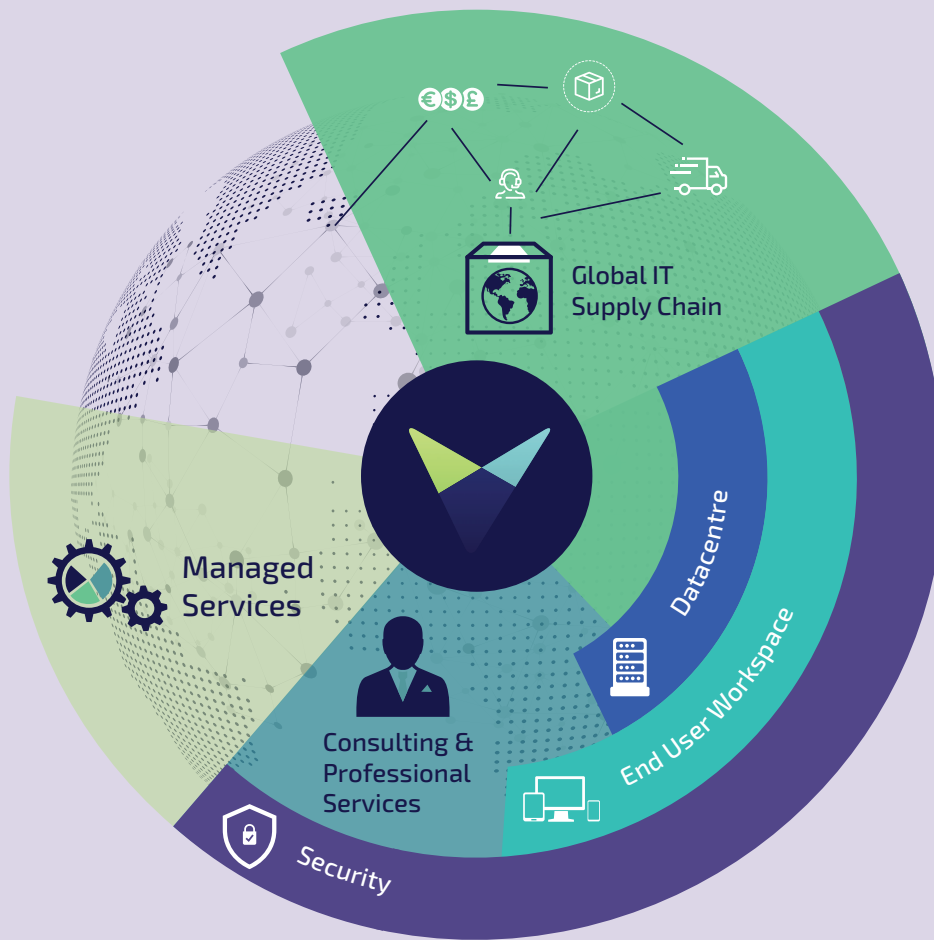 € $ £
Global IT
Supply Chain
Datacentre
End User Workspace
Managed
Services
Consulting &
Professional
Services
Security